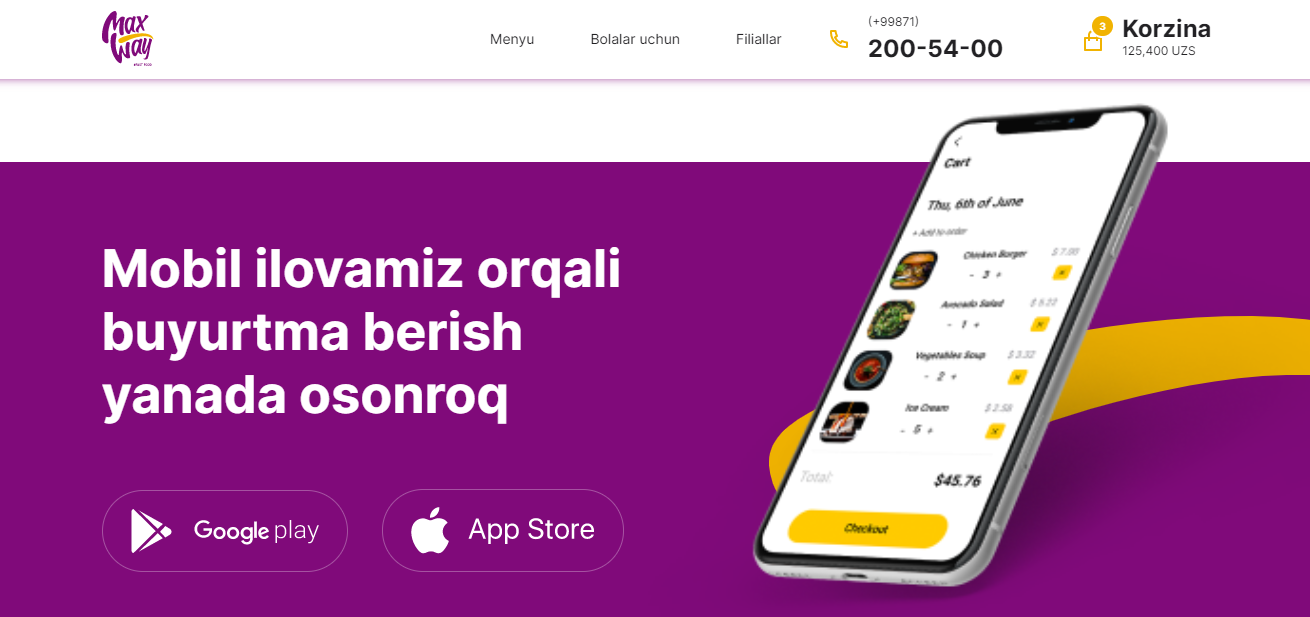 Max
Way
Menyu
Bolalar uchun
Filiallar
(+99871)
200-54-00
3
Korzina
125,400 UZS
Mobil ilovamiz orqali
buyurtma berish
yanada osonroq
Google play
App Store
Cart
Thu, 6th of June
+ Add to order
Chicken Burger
$ 7.00
- 3 +
Avocado Salad
$ 5.22
- 1 +
Vegetables Soup
$ 3.32
- 2 +
Ice Cream
$ 2.58
- 5 +
Total:
$45.76
Checkout